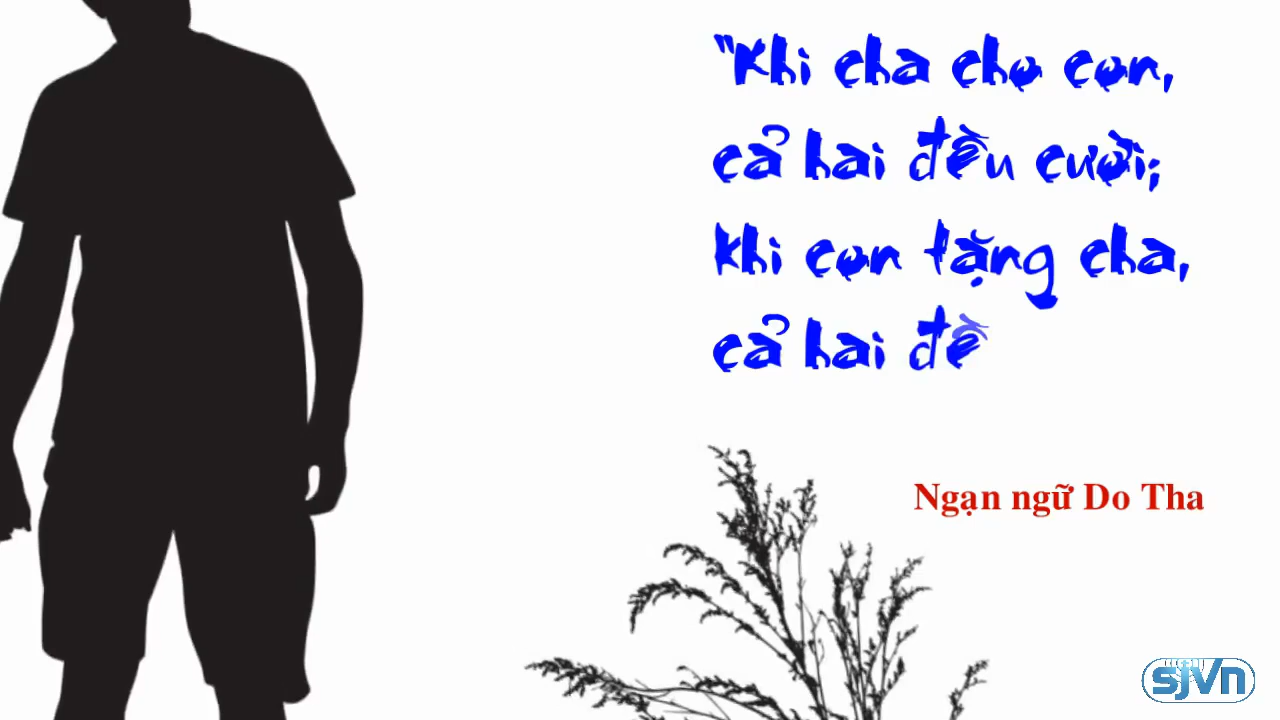 “Khi cha cho con,
cả hai đều cười;
khi con tặng cha,
cả hai đề
Ngạn ngữ Do Tha
sjvn